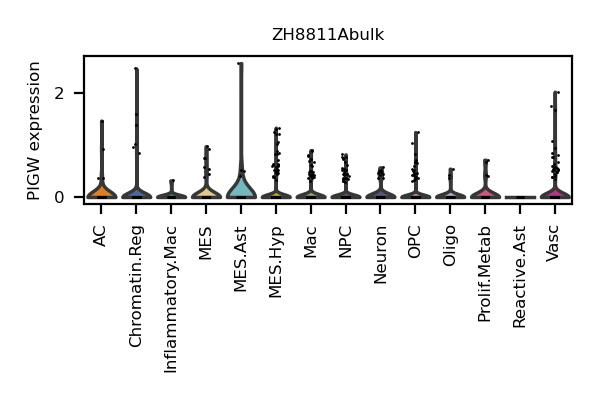 ZH8811Abulk
PIGW expression
2
0
AC
Chromatin.Reg
Inflammatory.Mac
MES
MES.Ast
MES.Hyp
Mac
NPC
Neuron
OPC
Oligo
Prolif.Metab
Reactive.Ast
Vasc